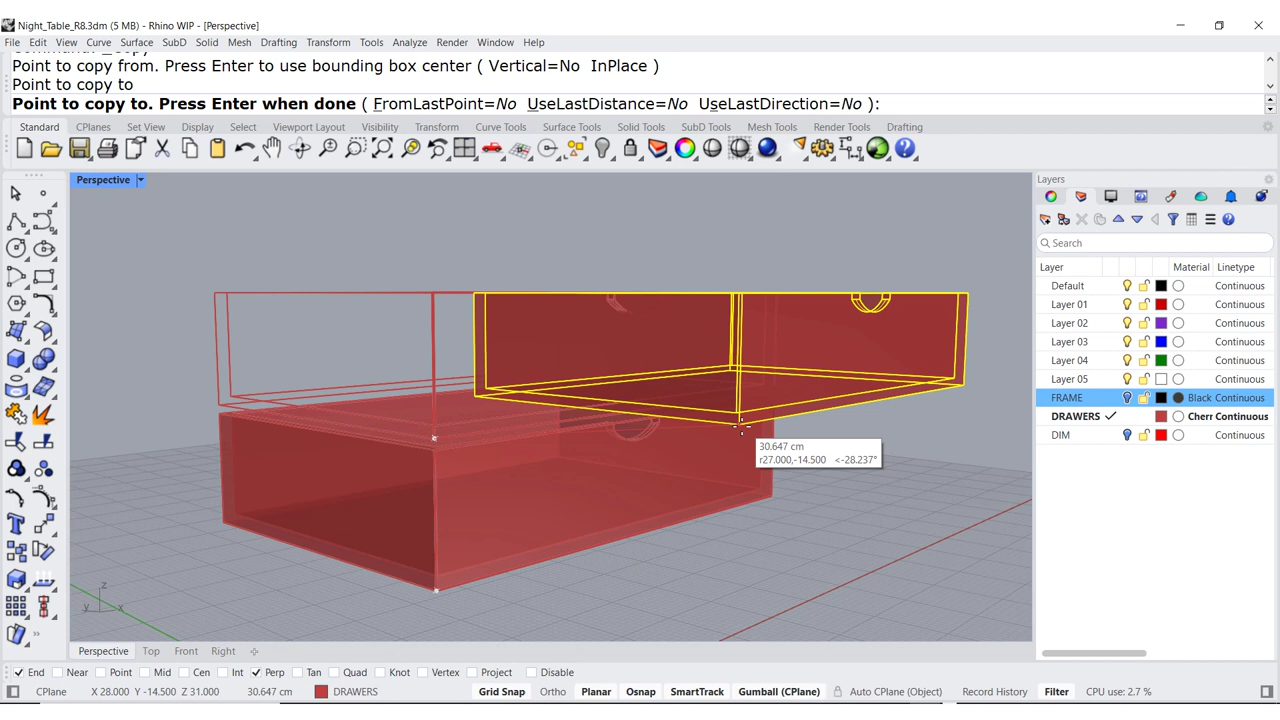 Night_Table_R8.3dm (5 MB) - Rhino WIP - [Perspective]
File Edit View Curve Surface SubD Solid Mesh Drafting Transform Tools Analyze Render Window Help
Point to copy from. Press Enter to use bounding box center ( Vertical=No InPlace )
Point to copy to
Point to copy to. Press Enter when done ( FromLastPoint=No UseLastDistance=No UseLastDirection=No ):
Standard CPlanes Set View Display Select Viewport Layout Visibility Transform Curve Tools Surface Tools Solid Tools SubD Tools Mesh Tools Render Tools Drafting
Perspective
Layers
Search
Layer Material Linetype
Default Continuous
Layer 01 Continuous
Layer 02 Continuous
Layer 03 Continuous
Layer 04 Continuous
Layer 05 Continuous
FRAME Black Continuous
DRAWERS Cherr Continuous
DIM Continuous
30.647 cm
r27.000,-14.500 <-28.237°
z
y x
Perspective Top Front Right
End Near Point Mid Cen Int Perp Tan Quad Knot Vertex Project Disable
CPlane X 28.000 Y -14.500 Z 31.000 30.647 cm DRAWERS Grid Snap Ortho Planar Osnap SmartTrack Gumball (CPlane) Auto CPlane (Object) Record History Filter CPU use: 2.7 %